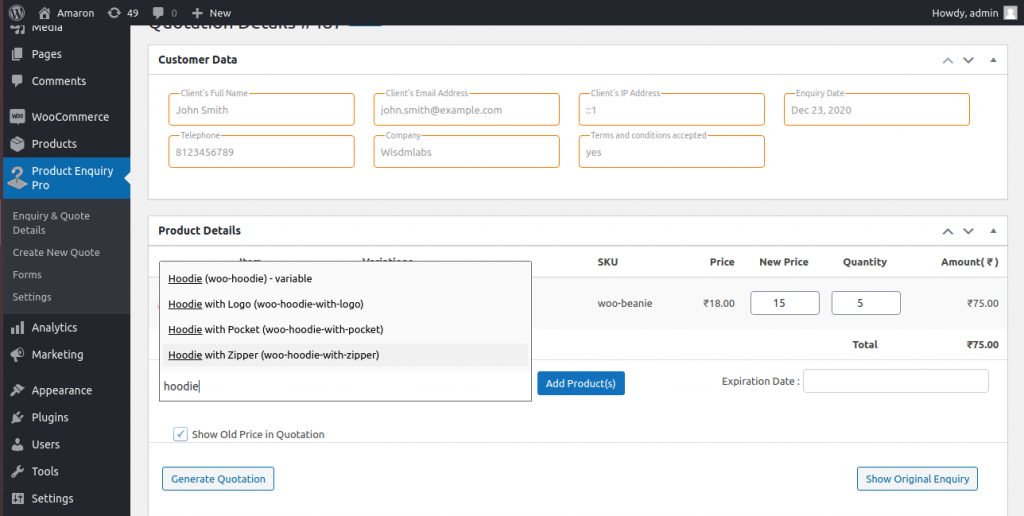 Amaron
49
0
New
Howdy, admin
Media
Pages
Comments
WooCommerce
Products
Product Enquiry
Pro
Enquiry & Quote
Details
Create New Quote
Forms
Settings
Analytics
Marketing
Appearance
Plugins
Users
Tools
Settings
Quotation Details #467
Customer Data
Client's Full Name
John Smith
Client's Email Address
john.smith@example.com
Client's IP Address
::1
Enquiry Date
Dec 23, 2020
Telephone
8123456789
Company
Wisdmlabs
Terms and conditions accepted
yes
Product Details
Item
Variations
SKU
Price
New Price
Quantity
Amount( ₹ )
woo-beanie
₹18.00
15
5
₹75.00
Total
₹75.00
Hoodie (woo-hoodie) - variable
Hoodie with Logo (woo-hoodie-with-logo)
Hoodie with Pocket (woo-hoodie-with-pocket)
Hoodie with Zipper (woo-hoodie-with-zipper)
hoodie
Add Product(s)
Expiration Date :
Show Old Price in Quotation
Generate Quotation
Show Original Enquiry